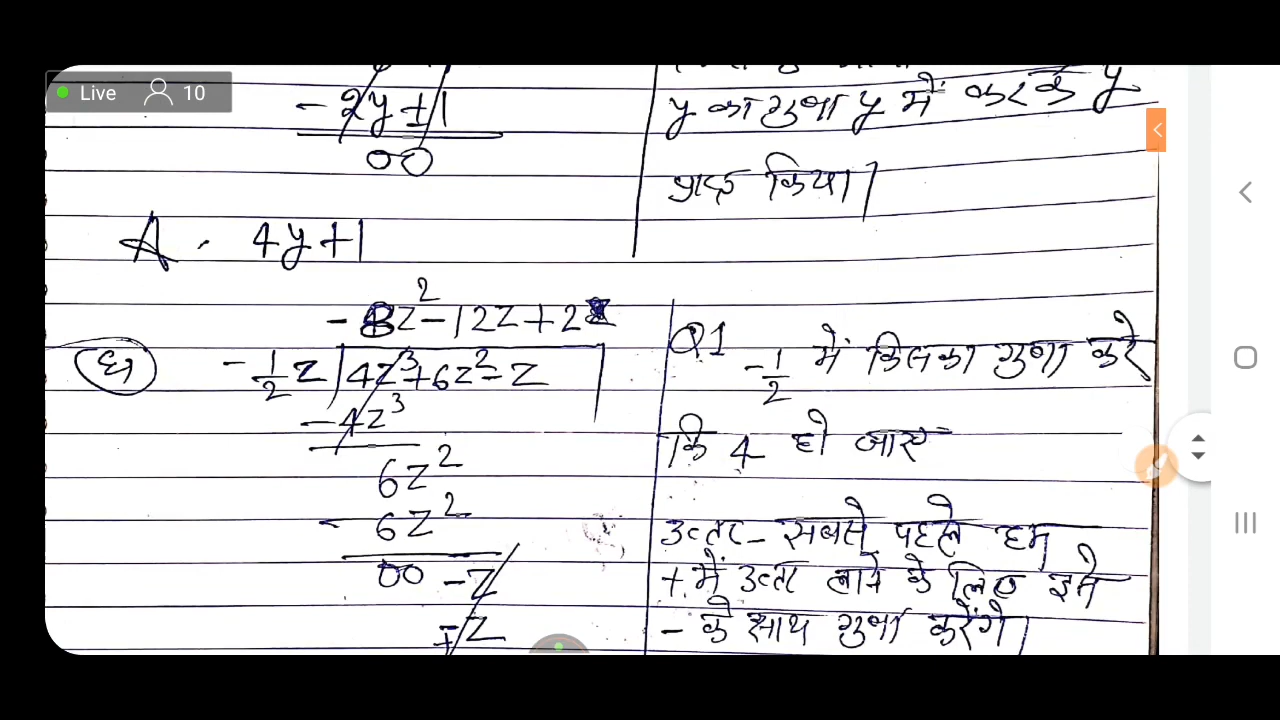 Live 10
- 2y+1
00
y का गुणा y में करके y
प्राप्त किया।
A . 4y+1
- 8z² - 12z + 2
घ
- 1/2 z ) 4z³ + 6z² - z
- 4z³
6z²
- 6z²
00 - z
+ z
Q1
- 1/2 में किसका गुणा करे
कि 4 हो जाए
उत्तर - सबसे पहले हम
+ में उत्तर लाने के लिए इसे
- के साथ गुणा करेंगे।